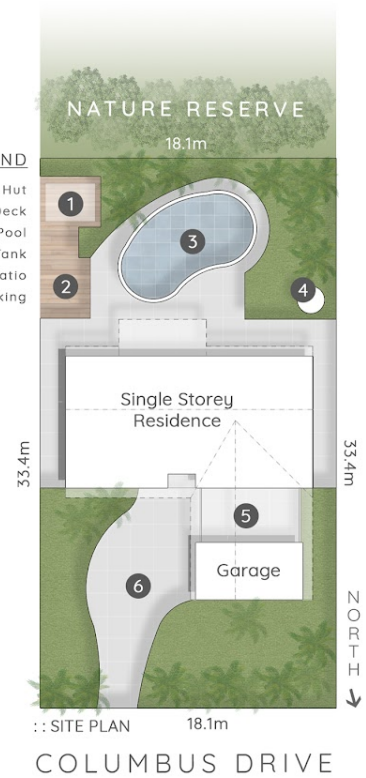 NATURE RESERVE
18.1m
ND
Hut
Deck
Pool
Tank
atio
king
1
2
3
4
Single Storey
Residence
33.4m
33.4m
5
Garage
6
NORTH
:: SITE PLAN
18.1m
COLUMBUS DRIVE